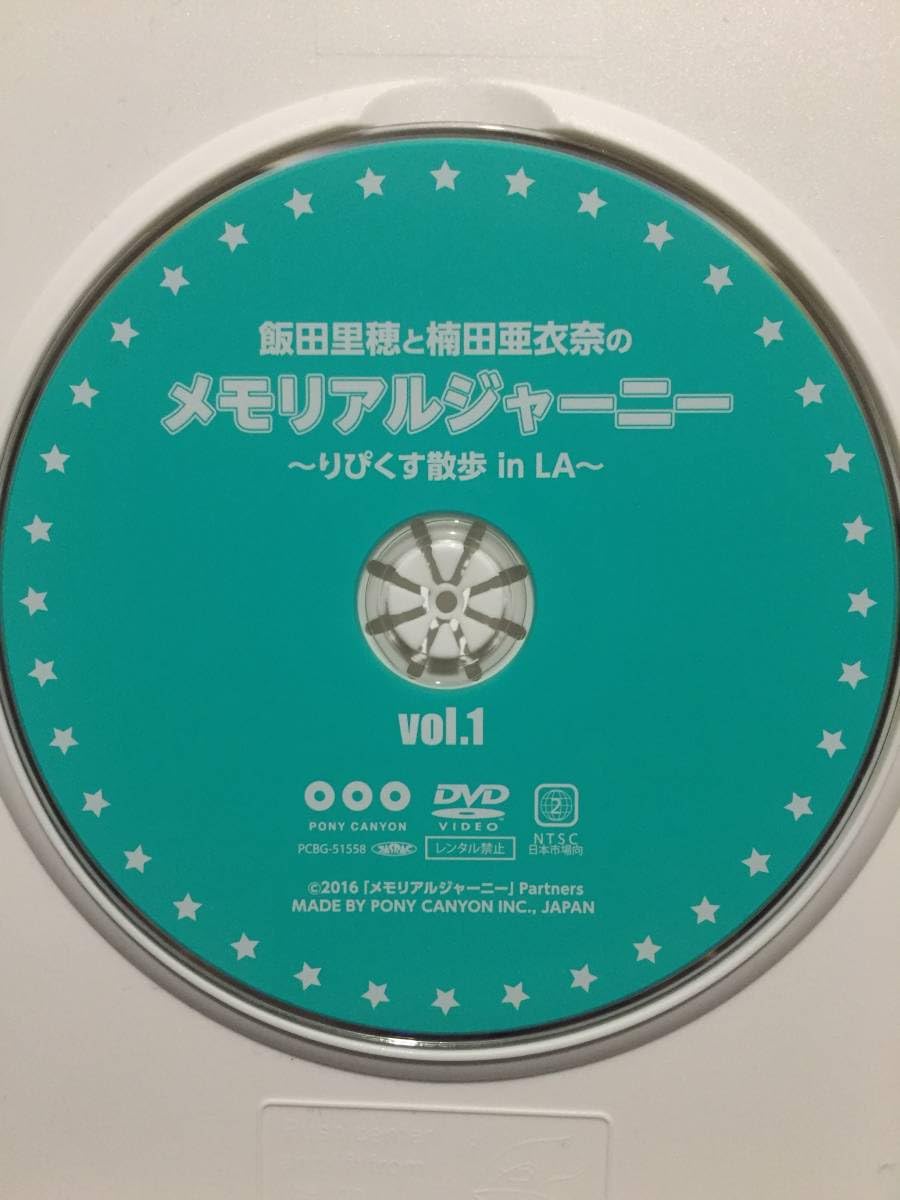 飯田里穂と楠田亜衣奈の
メモリアルジャーニー
～りぴくす散歩 in LA～
vol.1
PONY CANYON
DVD
VIDEO
2
NTSC
日本市場向
PCBG-51558 JASRAC レンタル禁止
©2016「メモリアルジャーニー」Partners
MADE BY PONY CANYON INC., JAPAN